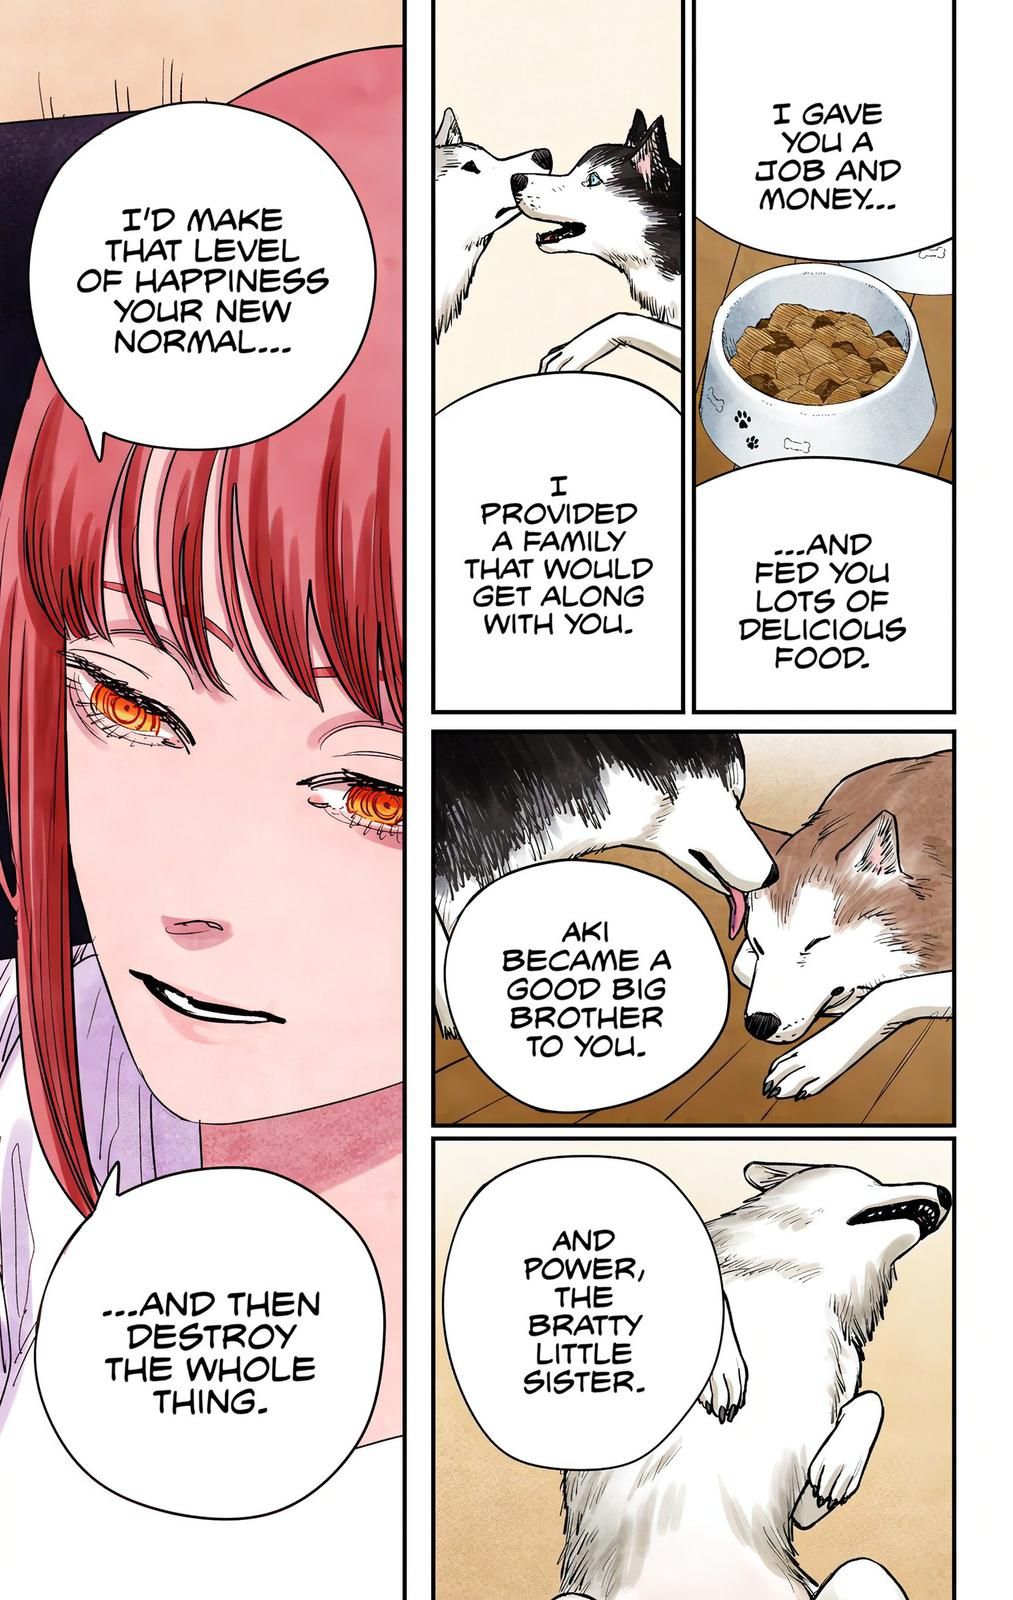 I GAVE
YOU A
JOB AND
MONEY...
...AND
FED YOU
LOTS OF
DELICIOUS
FOOD.
I
PROVIDED
A FAMILY
THAT WOULD
GET ALONG
WITH YOU.
AKI
BECAME A
GOOD BIG
BROTHER
TO YOU.
AND
POWER,
THE
BRATTY
LITTLE
SISTER.
I'D MAKE
THAT LEVEL
OF HAPPINESS
YOUR NEW
NORMAL...
...AND THEN
DESTROY
THE WHOLE
THING.